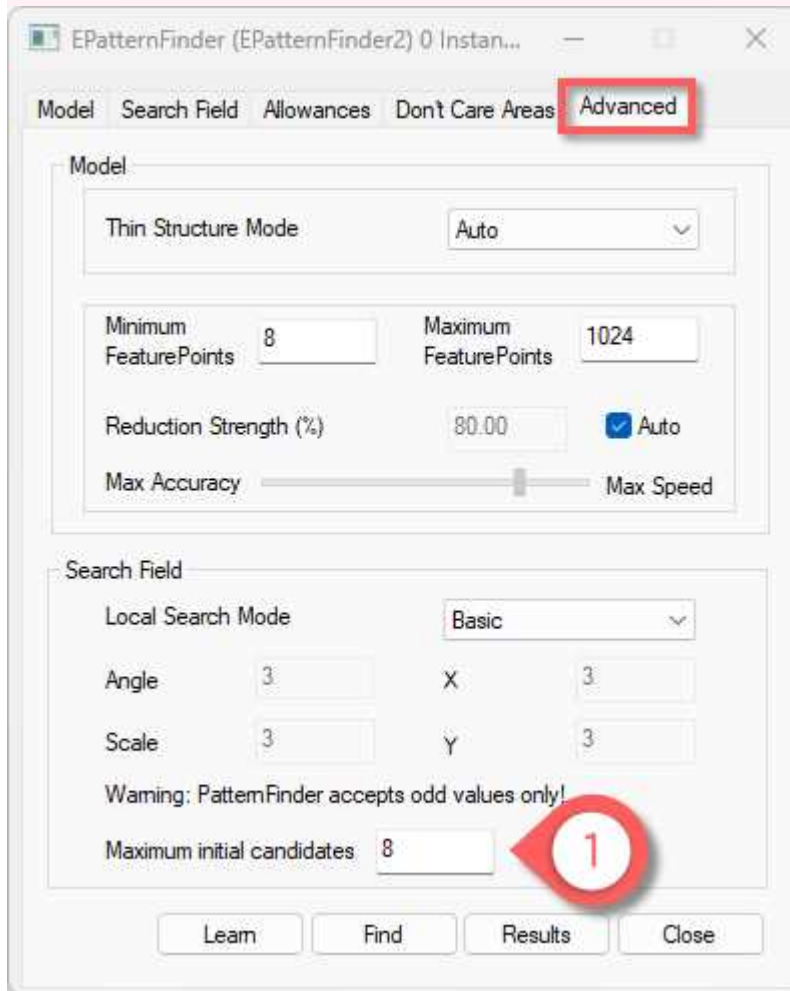 EPatternFinder (EPatternFinder2) 0 Instan...
Model Search Field Allowances Don't Care Areas Advanced
Model
Thin Structure Mode Auto
Minimum FeaturePoints 8 Maximum FeaturePoints 1024
Reduction Strength (%) 80.00 Auto
Max Accuracy Max Speed
Search Field
Local Search Mode Basic
Angle 3 X 3
Scale 3 Y 3
Warning: PatternFinder accepts odd values only!
Maximum initial candidates 8 1
Learn Find Results Close